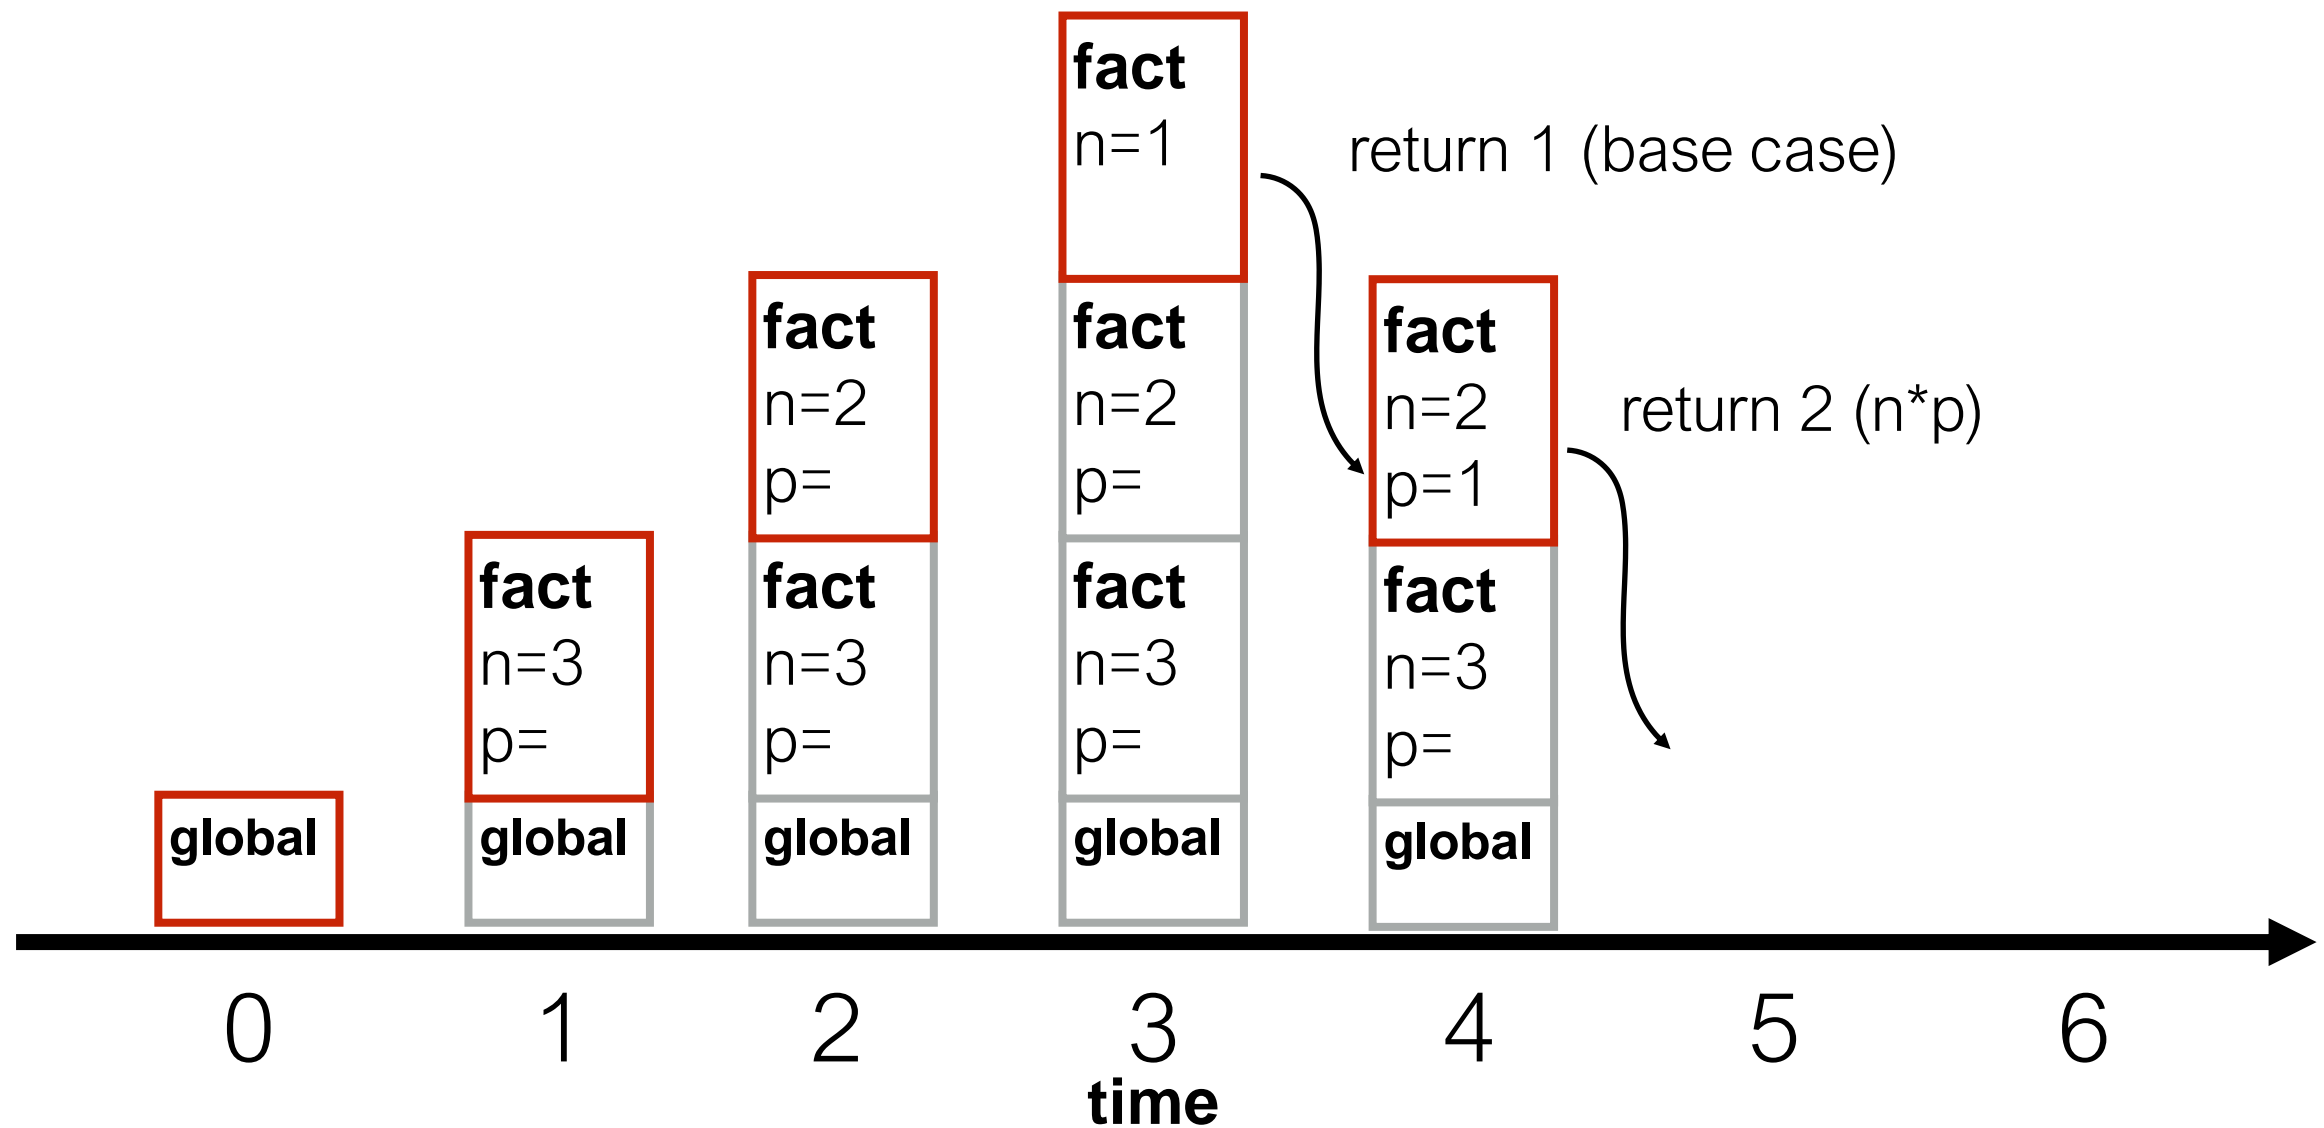 global
fact
n=3
p=
global
fact
n=2
p=
fact
n=3
p=
global
fact
n=1
fact
n=2
p=
fact
n=3
p=
global
return 1 (base case)
fact
n=2
p=1
fact
n=3
p=
global
return 2 (n*p)
0 1 2 3 4 5 6
time